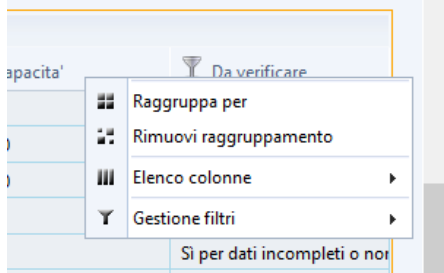 apacita'
Da verificare
Raggruppa per
Rimuovi raggruppamento
Elenco colonne
Gestione filtri
Sì per dati incompleti o nor